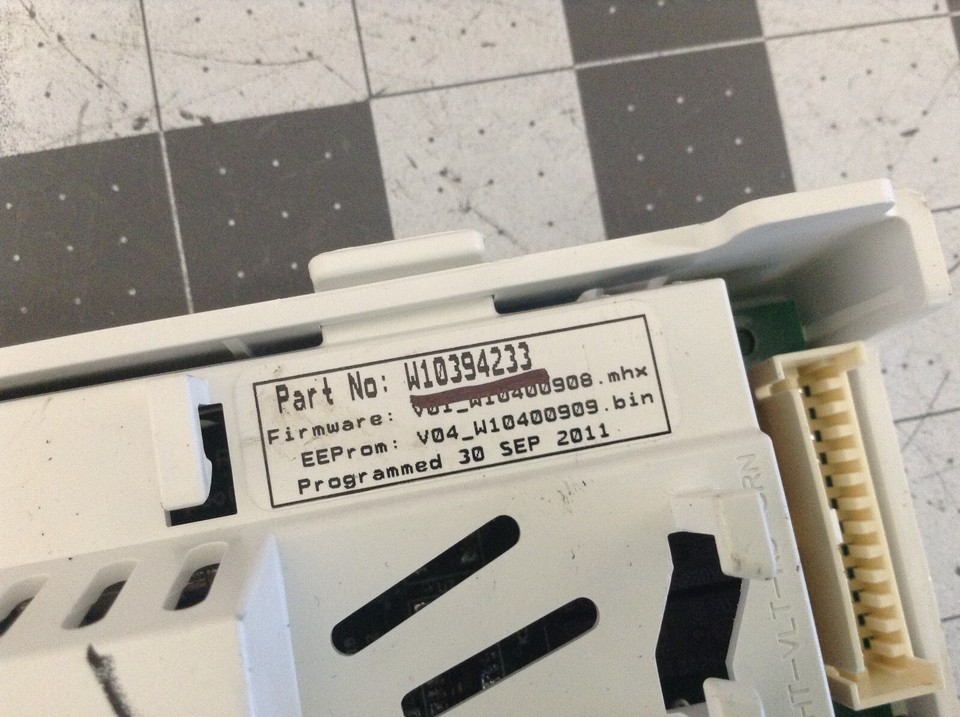 Part No: W10394233
Firmware: V01_W10400908.mhx
EEProm: V04_W10400909.bin
Programmed 30 SEP 2011